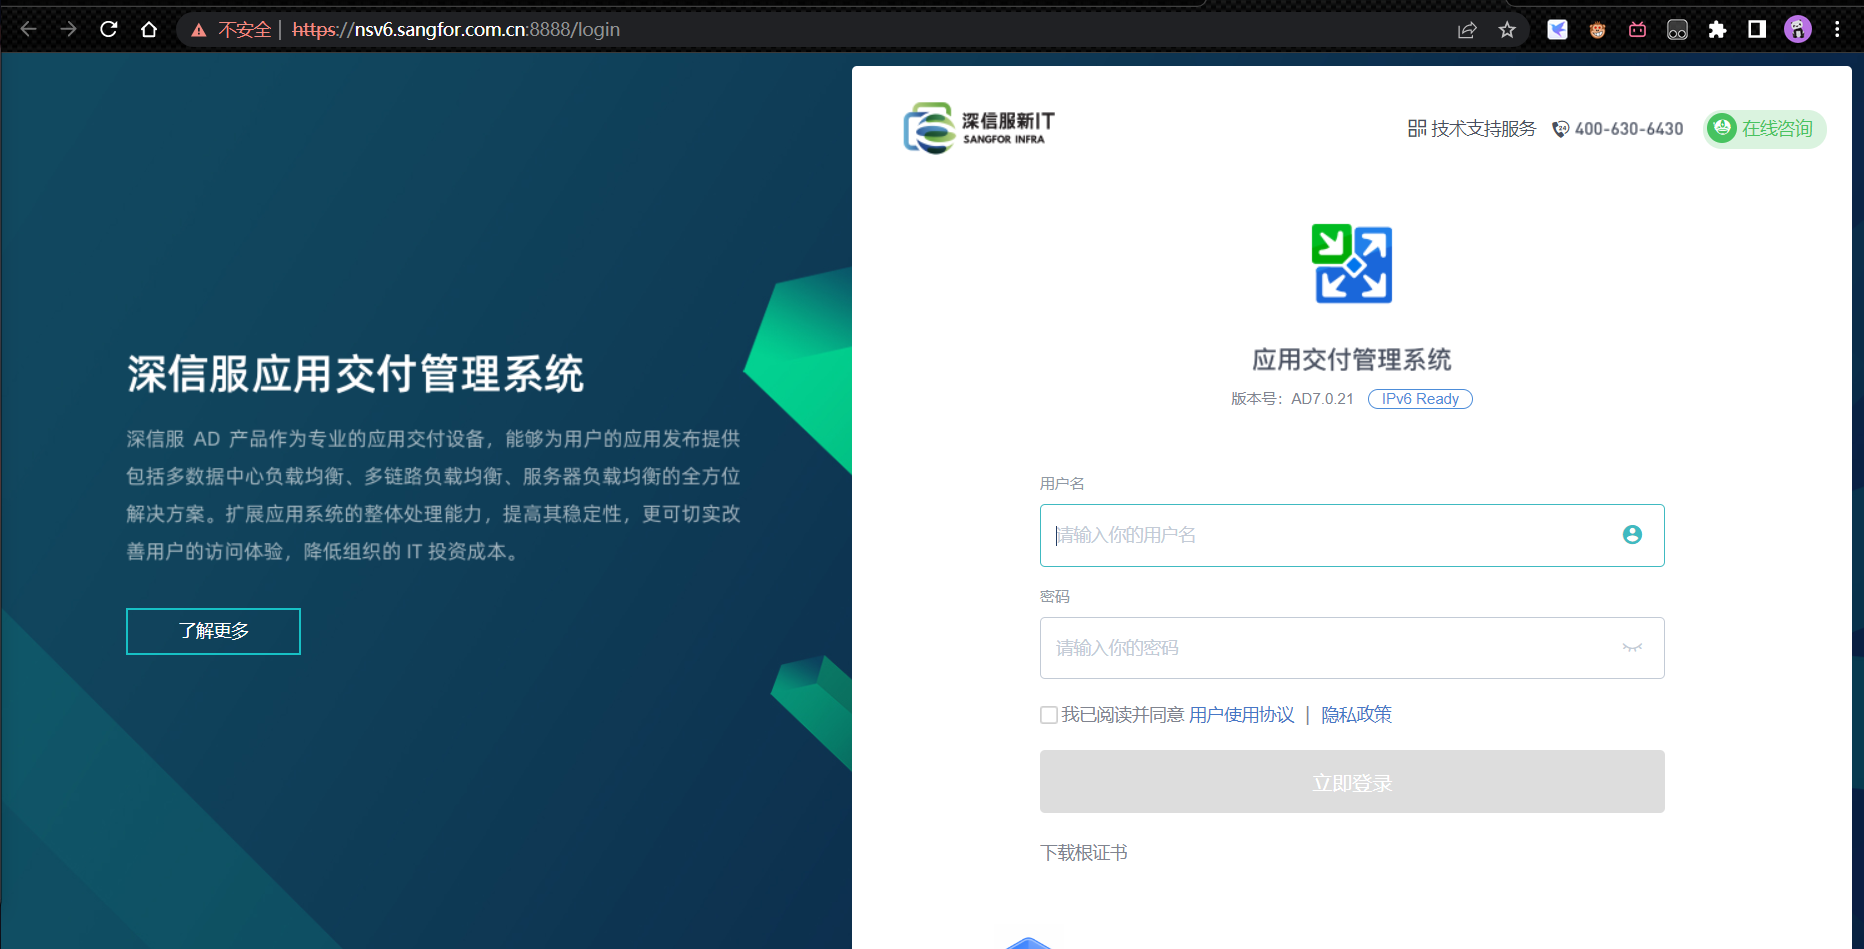 不安全 | https://nsv6.sangfor.com.cn:8888/login
深信服应用交付管理系统
深信服 AD 产品作为专业的应用交付设备，能够为用户的应用发布提供
包括多数据中心负载均衡、多链路负载均衡、服务器负载均衡的全方位
解决方案。扩展应用系统的整体处理能力，提高其稳定性，更可切实改
善用户的访问体验，降低组织的 IT 投资成本。
了解更多
深信服新IT
SANGFOR INFRA
技术支持服务
24
400-630-6430
在线咨询
应用交付管理系统
版本号：AD7.0.21 IPv6 Ready
用户名
请输入你的用户名
密码
请输入你的密码
我已阅读并同意 用户使用协议 | 隐私政策
立即登录
下载根证书